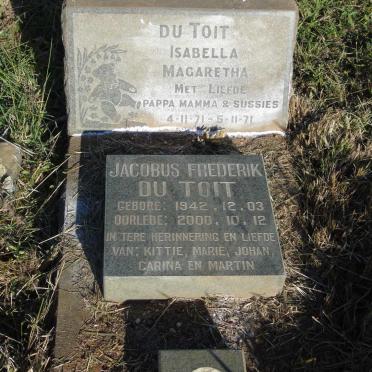 DU TOIT
ISABELLA
MAGARETHA
MET LIEFDE
PAPPA MAMMA & SUSSIES
4-11-71 - 5-11-71
JACOBUS FREDERIK
DU TOIT
GEBORE: 1942. 12. 03
OORLEDE: 2000. 10. 12
IN TERE HERINNERING EN LIEFDE
VAN; KITTIE, MARIE, JOHAN,
CARINA EN MARTIN